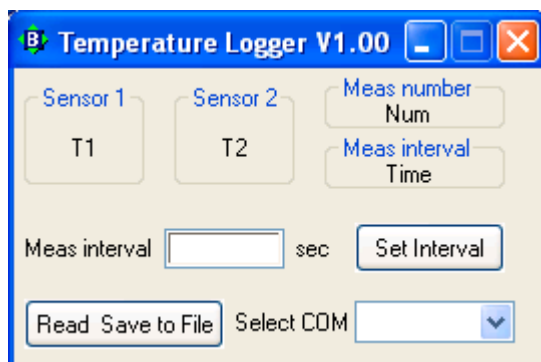 B Temperature Logger V1.00
Sensor 1
T1
Sensor 2
T2
Meas number
Num
Meas interval
Time
Meas interval sec Set Interval
Read Save to File Select COM